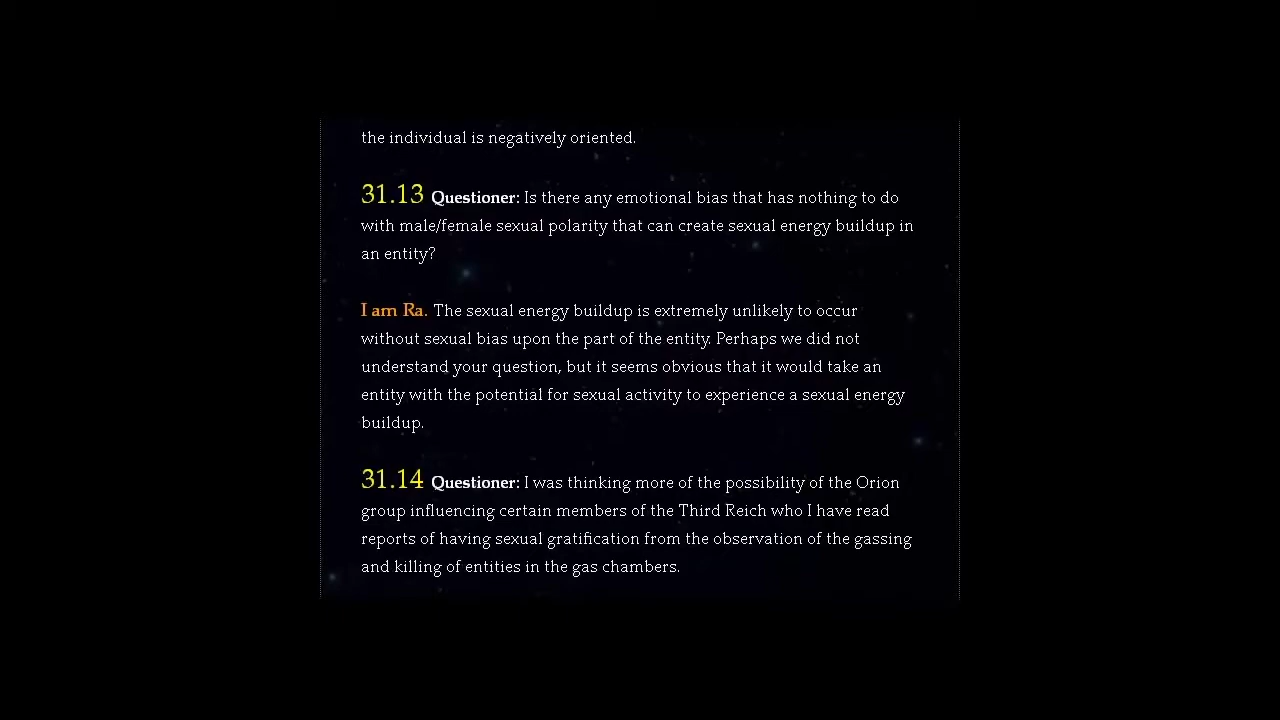 the individual is negatively oriented.
31.13 Questioner: Is there any emotional bias that has nothing to do
with male/female sexual polarity that can create sexual energy buildup in
an entity?
I am Ra. The sexual energy buildup is extremely unlikely to occur
without sexual bias upon the part of the entity. Perhaps we did not
understand your question, but it seems obvious that it would take an
entity with the potential for sexual activity to experience a sexual energy
buildup.
31.14 Questioner: I was thinking more of the possibility of the Orion
group influencing certain members of the Third Reich who I have read
reports of having sexual gratification from the observation of the gassing
and killing of entities in the gas chambers.